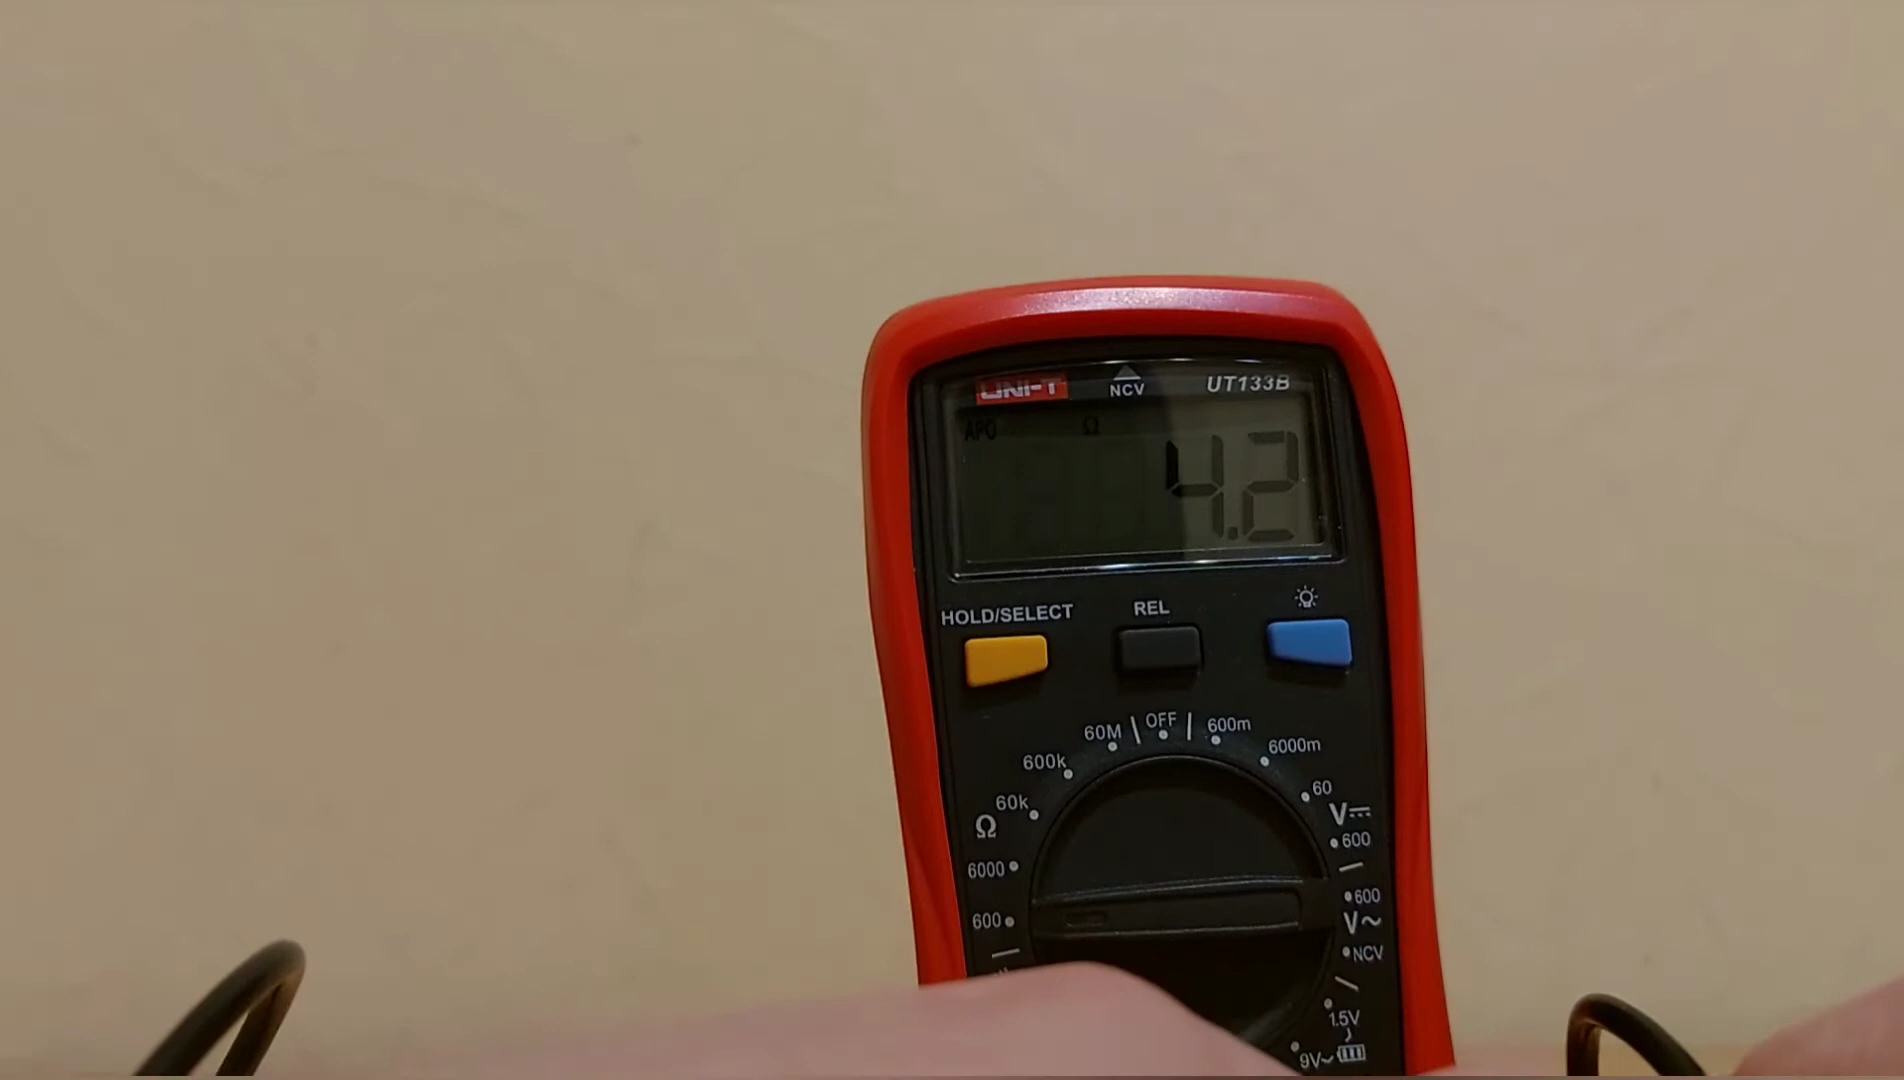 UNI-T NCV UT133B
APO Ω
4.2
HOLD/SELECT REL
60M OFF 600m
600k 6000m
60k 60
Ω V⎓
600
6000
600
600 V~
NCV
1.5V
9V~